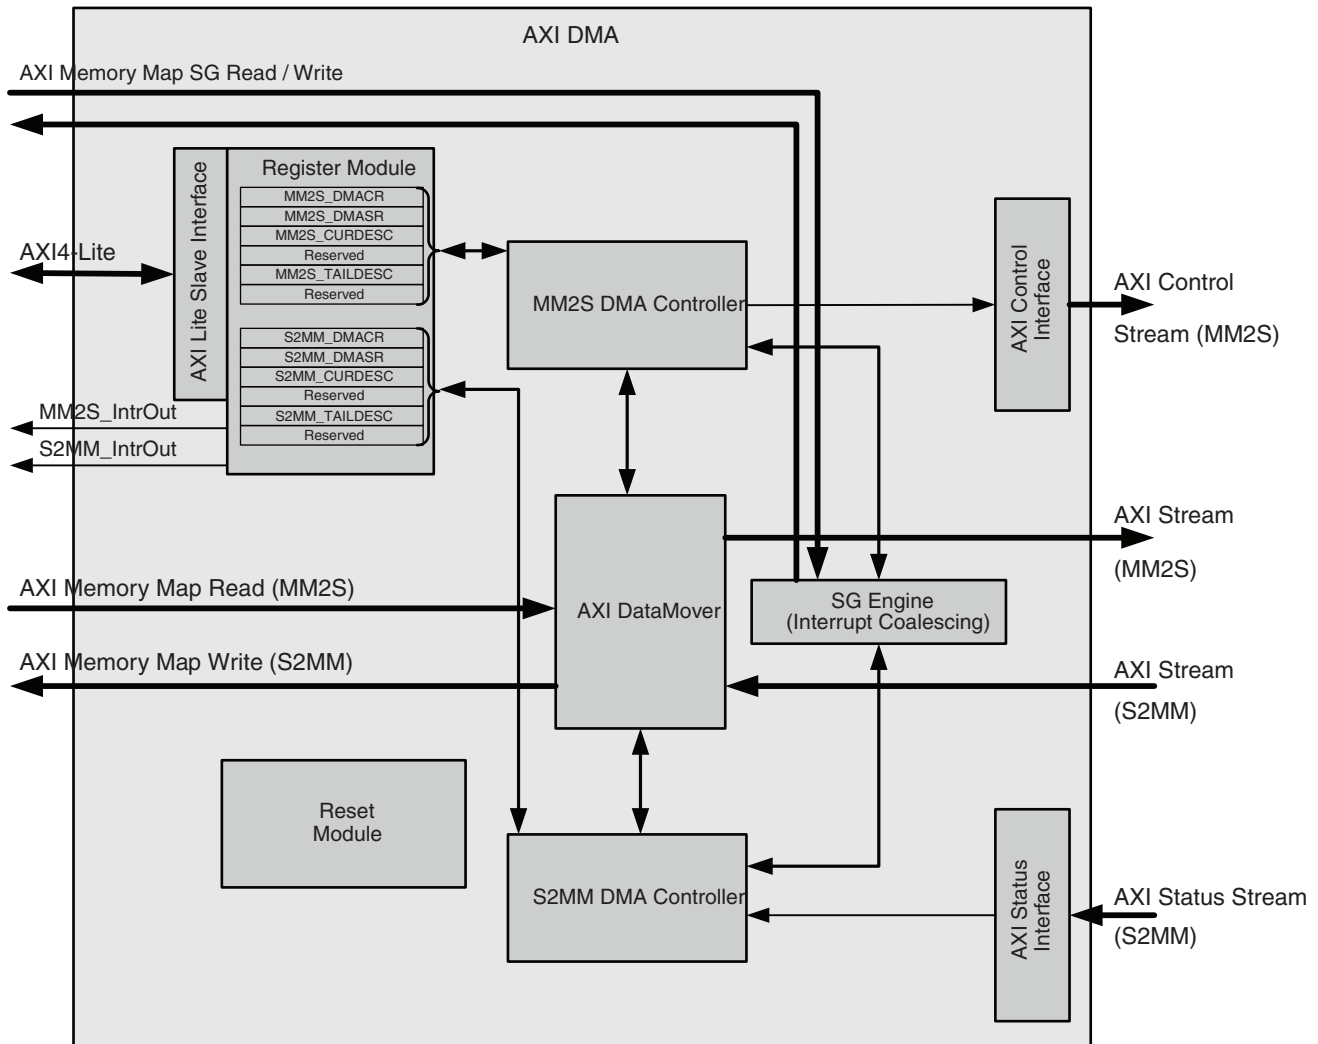 AXI DMA
AXI Memory Map SG Read / Write
AXI Lite Slave Interface
Register Module
MM2S_DMACR
MM2S_DMASR
MM2S_CURDESC
Reserved
MM2S_TAILDESC
Reserved
S2MM_DMACR
S2MM_DMASR
S2MM_CURDESC
Reserved
S2MM_TAILDESC
Reserved
AXI4-Lite
MM2S_IntrOut
S2MM_IntrOut
MM2S DMA Controller
AXI Control
Interface
AXI Control
Stream (MM2S)
AXI Stream
(MM2S)
AXI Memory Map Read (MM2S)
AXI DataMover
SG Engine
(Interrupt Coalescing)
AXI Memory Map Write (S2MM)
AXI Stream
(S2MM)
Reset
Module
S2MM DMA Controller
AXI Status
Interface
AXI Status Stream
(S2MM)